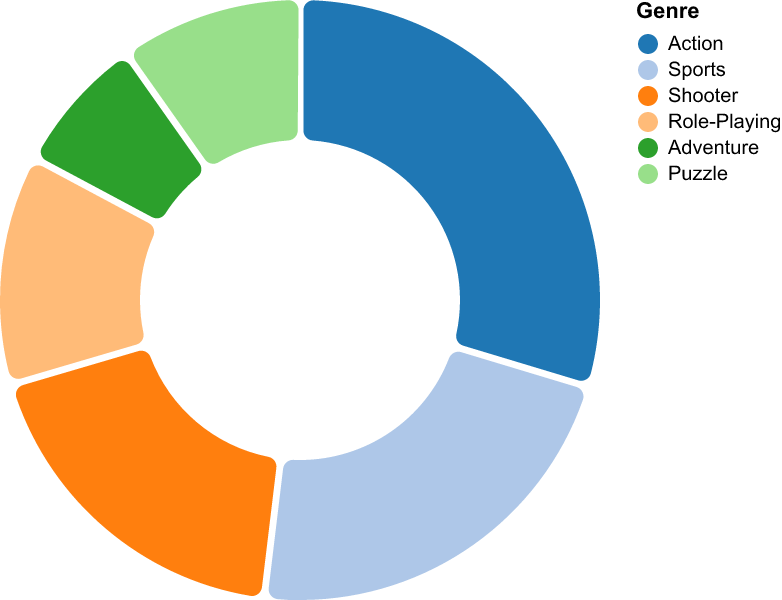 Genre
Action
Sports
Shooter
Role-Playing
Adventure
Puzzle